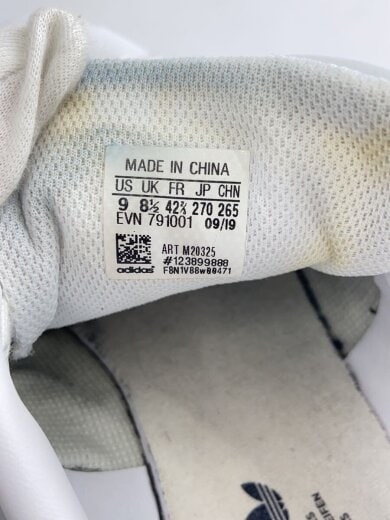 MADE IN CHINA
US UK FR JP CHN
9 8½ 42⅔ 270 265
EVN 791001 09/19
ART M20325
#123899888
adidas F8N1V88w00471